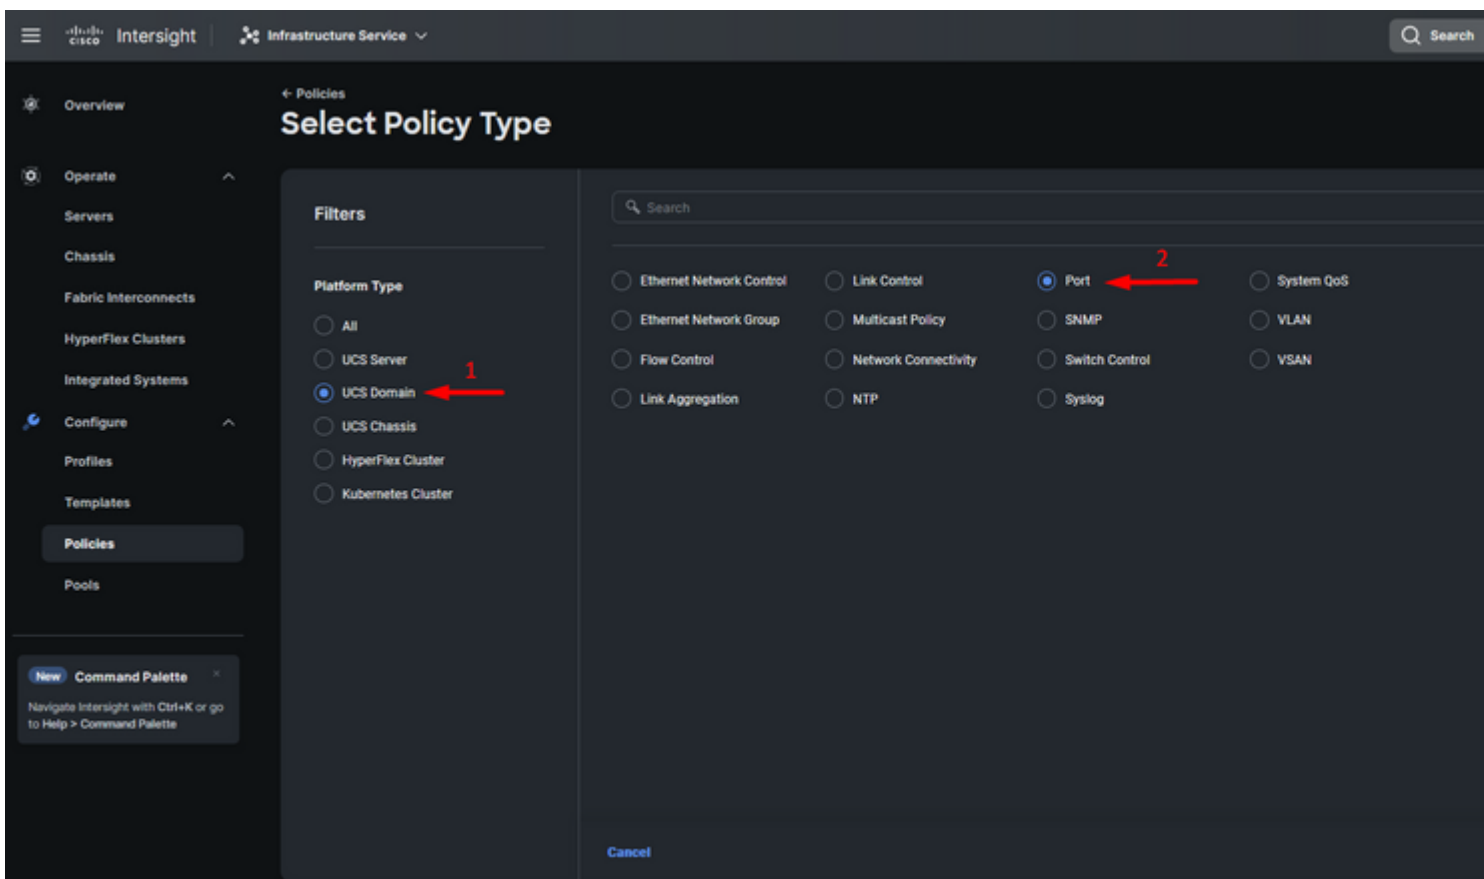 cisco Intersight Infrastructure Service Search
Overview
Operate
Servers
Chassis
Fabric Interconnects
HyperFlex Clusters
Integrated Systems
Configure
Profiles
Templates
Policies
Pools
New Command Palette ×
Navigate Intersight with Ctrl+K or go
to Help > Command Palette
← Policies
Select Policy Type
Filters
Platform Type
All
UCS Server
1
UCS Domain
UCS Chassis
HyperFlex Cluster
Kubernetes Cluster
Search
2
Ethernet Network Control Link Control Port System QoS
Ethernet Network Group Multicast Policy SNMP VLAN
Flow Control Network Connectivity Switch Control VSAN
Link Aggregation NTP Syslog
Cancel